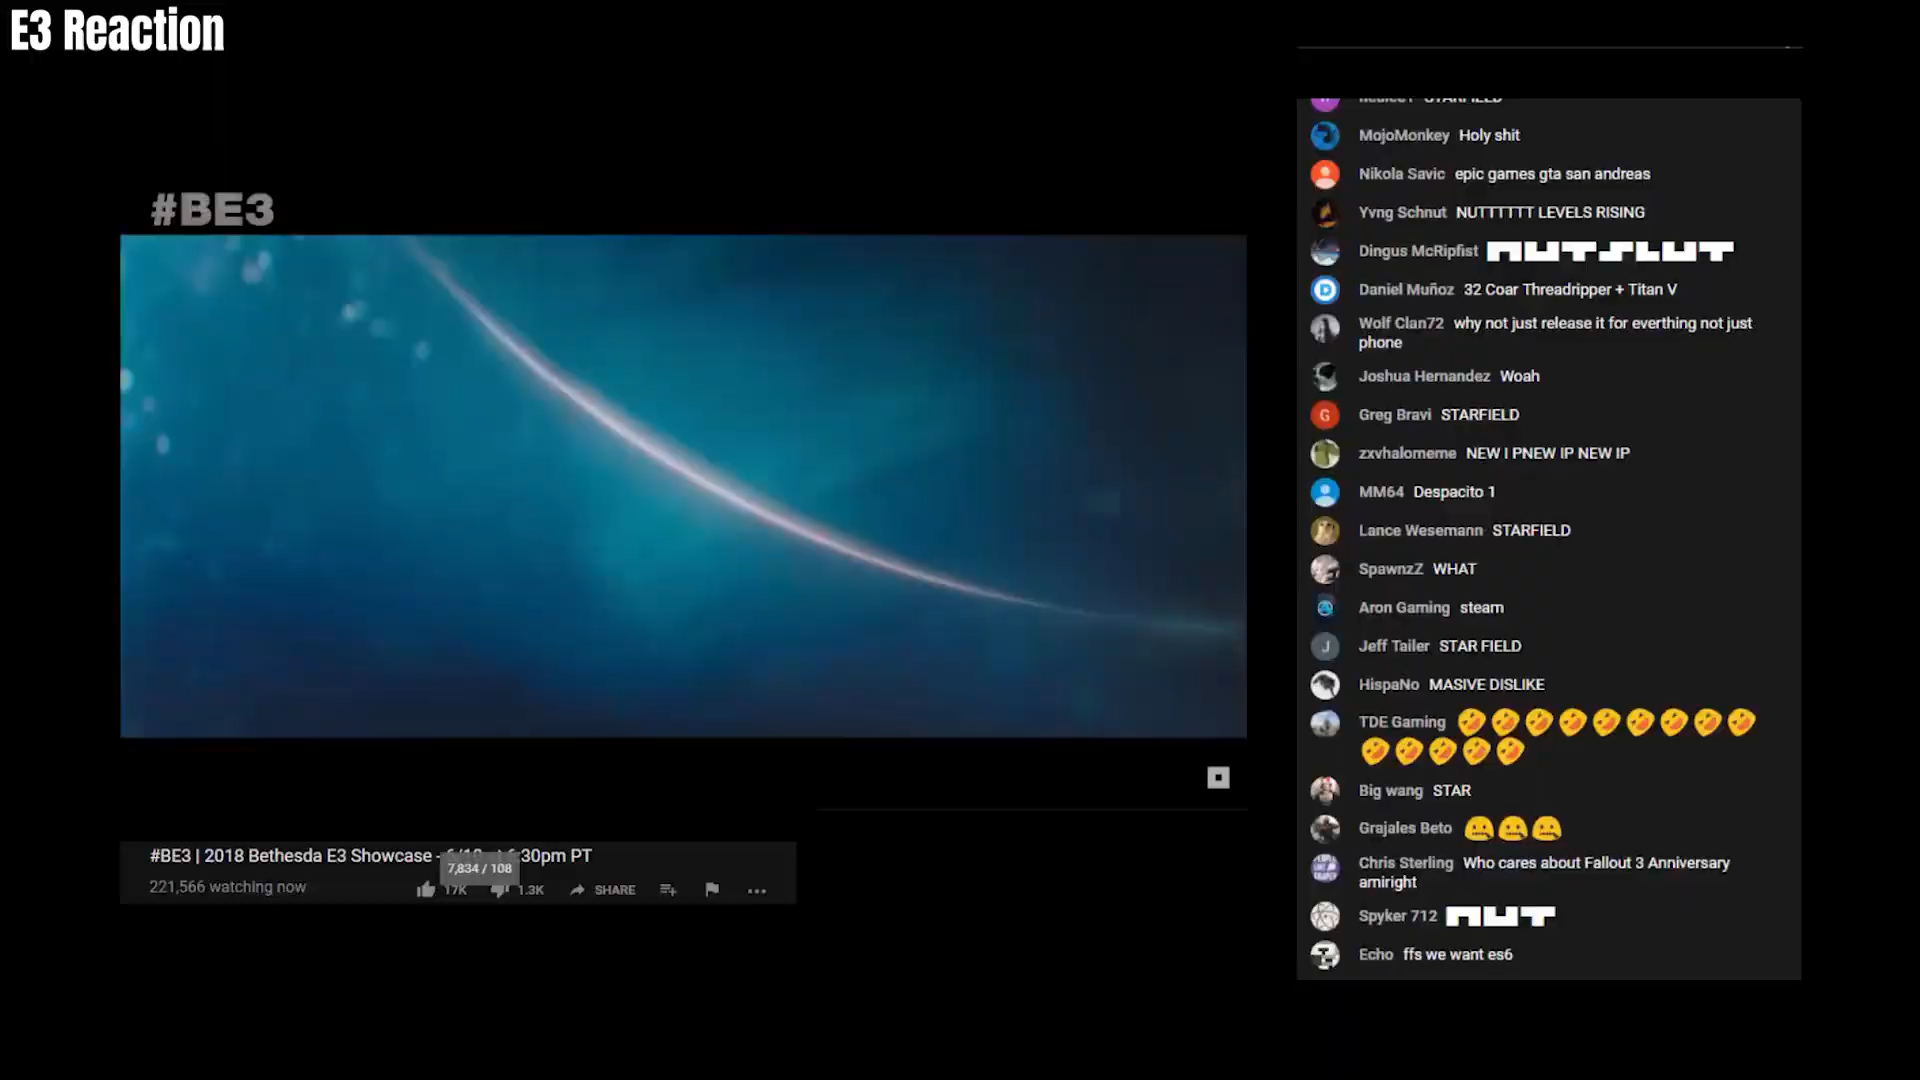 E3 Reaction
#BE3
STARFIELD
MojoMonkey Holy shit
Nikola Savic epic games gta san andreas
Yvng Schnut NUTTTTTT LEVELS RISING
Dingus McRipfist NUTSLUT
Daniel Muñoz 32 Coar Threadripper + Titan V
Wolf Clan72 why not just release it for everthing not just
phone
Joshua Hernandez Woah
G
Greg Bravi STARFIELD
zxvhalomeme NEW I PNEW IP NEW IP
MM64 Despacito 1
Lance Wesemann STARFIELD
SpawnzZ WHAT
Aron Gaming steam
J
Jeff Tailer STAR FIELD
HispaNo MASIVE DISLIKE
TDE Gaming 🤣🤣🤣🤣🤣🤣🤣🤣🤣
🤣🤣🤣🤣🤣
Big wang STAR
Grajales Beto 🤐🤐🤐
Chris Sterling Who cares about Fallout 3 Anniversary
amiright
Spyker 712 NUT
Echo ffs we want es6
#BE3 | 2018 Bethesda E3 Showcase - 30pm PT
7,834 / 108
221,566 watching now
17K 1.3K SHARE